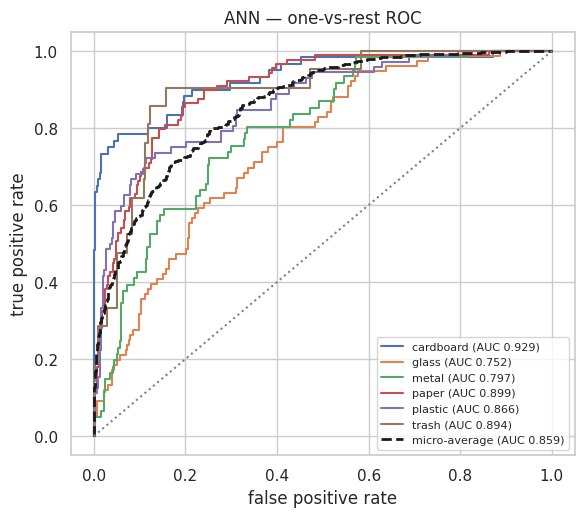 ANN — one-vs-rest ROC
true positive rate
1.0
0.8
0.6
0.4
0.2
0.0
cardboard (AUC 0.929)
glass (AUC 0.752)
metal (AUC 0.797)
paper (AUC 0.899)
plastic (AUC 0.866)
trash (AUC 0.894)
micro-average (AUC 0.859)
0.0 0.2 0.4 0.6 0.8 1.0
false positive rate